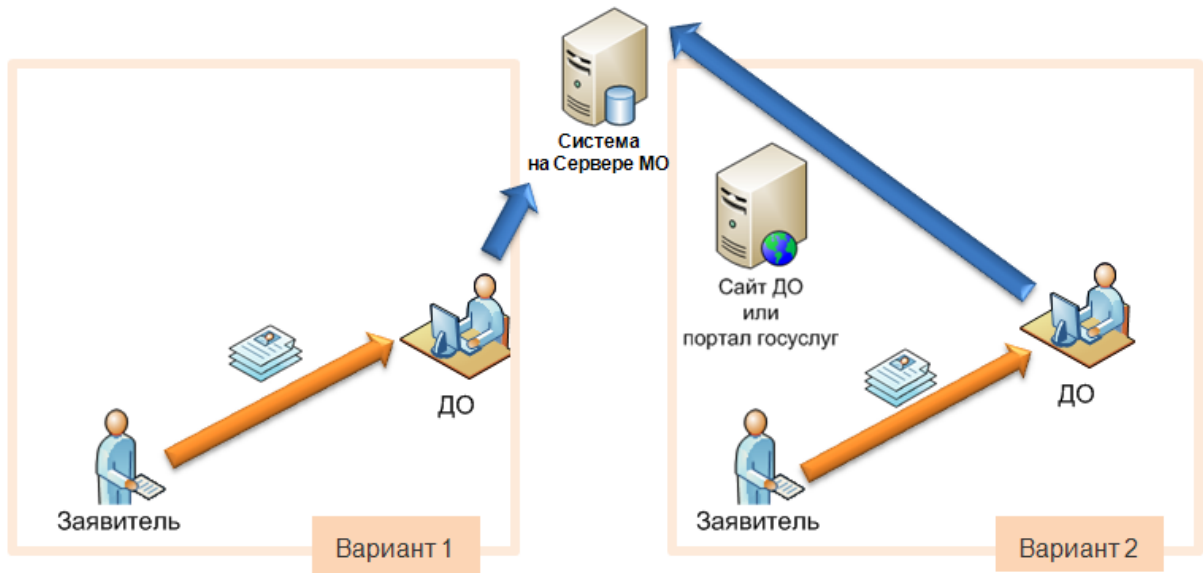 Система
на Сервере МО
ДО
Заявитель
Вариант 1
Сайт ДО
или
портал госуслуг
ДО
Заявитель
Вариант 2